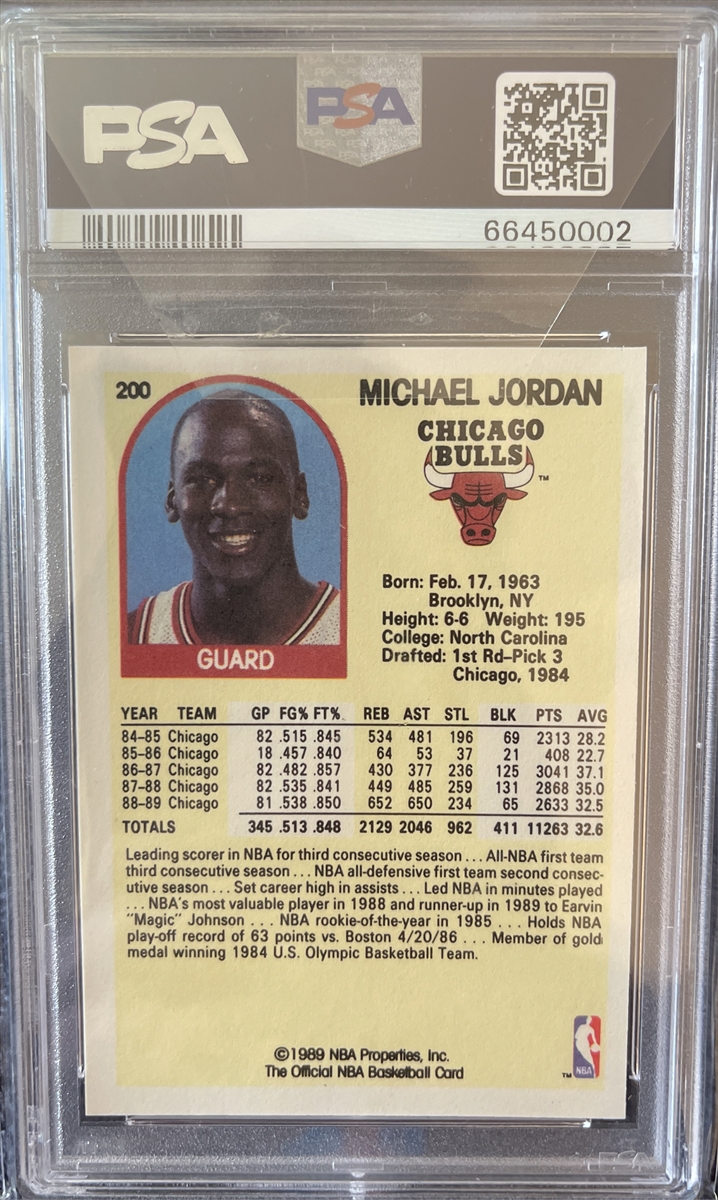 PSA
PSA
66450002
200
MICHAEL JORDAN
CHICAGO
BULLS
TM
Born: Feb. 17, 1963
Brooklyn, NY
Height: 6-6 Weight: 195
College: North Carolina
Drafted: 1st Rd–Pick 3
Chicago, 1984
GUARD
YEAR TEAM GP FG% FT% REB AST STL BLK PTS AVG
84–85 Chicago 82 .515 .845 534 481 196 69 2313 28.2
85–86 Chicago 18 .457 .840 64 53 37 21 408 22.7
86–87 Chicago 82 .482 .857 430 377 236 125 3041 37.1
87–88 Chicago 82 .535 .841 449 485 259 131 2868 35.0
88–89 Chicago 81 .538 .850 652 650 234 65 2633 32.5
TOTALS 345 .513 .848 2129 2046 962 411 11263 32.6
Leading scorer in NBA for third consecutive season . . . All-NBA first team
third consecutive season . . . NBA all-defensive first team second consec-
utive season . . . Set career high in assists . . . Led NBA in minutes played
. . . NBA's most valuable player in 1988 and runner-up in 1989 to Earvin
"Magic" Johnson . . . NBA rookie-of-the-year in 1985 . . . Holds NBA
play-off record of 63 points vs. Boston 4/20/86 . . . Member of gold
medal winning 1984 U.S. Olympic Basketball Team.
©1989 NBA Properties, Inc.
The Official NBA Basketball Card
TM NBA